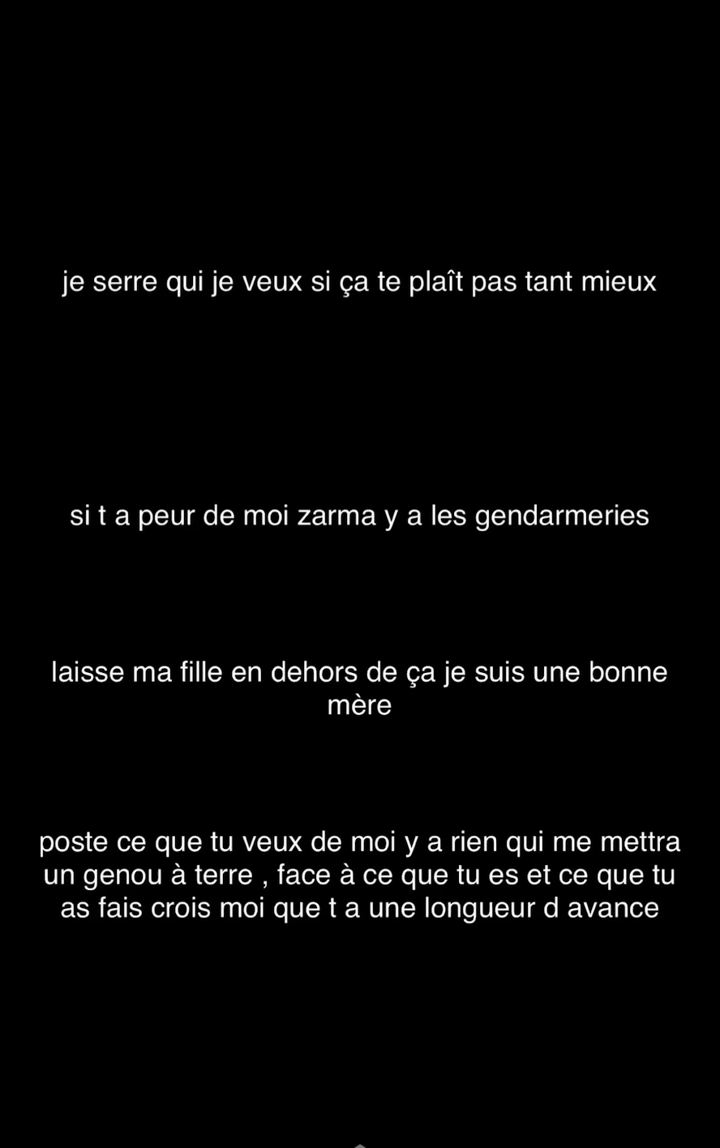 je serre qui je veux si ça te plaît pas tant mieux
si t a peur de moi zarma y a les gendarmeries
laisse ma fille en dehors de ça je suis une bonne
mère
poste ce que tu veux de moi y a rien qui me mettra
un genou à terre , face à ce que tu es et ce que tu
as fais crois moi que t a une longueur d avance